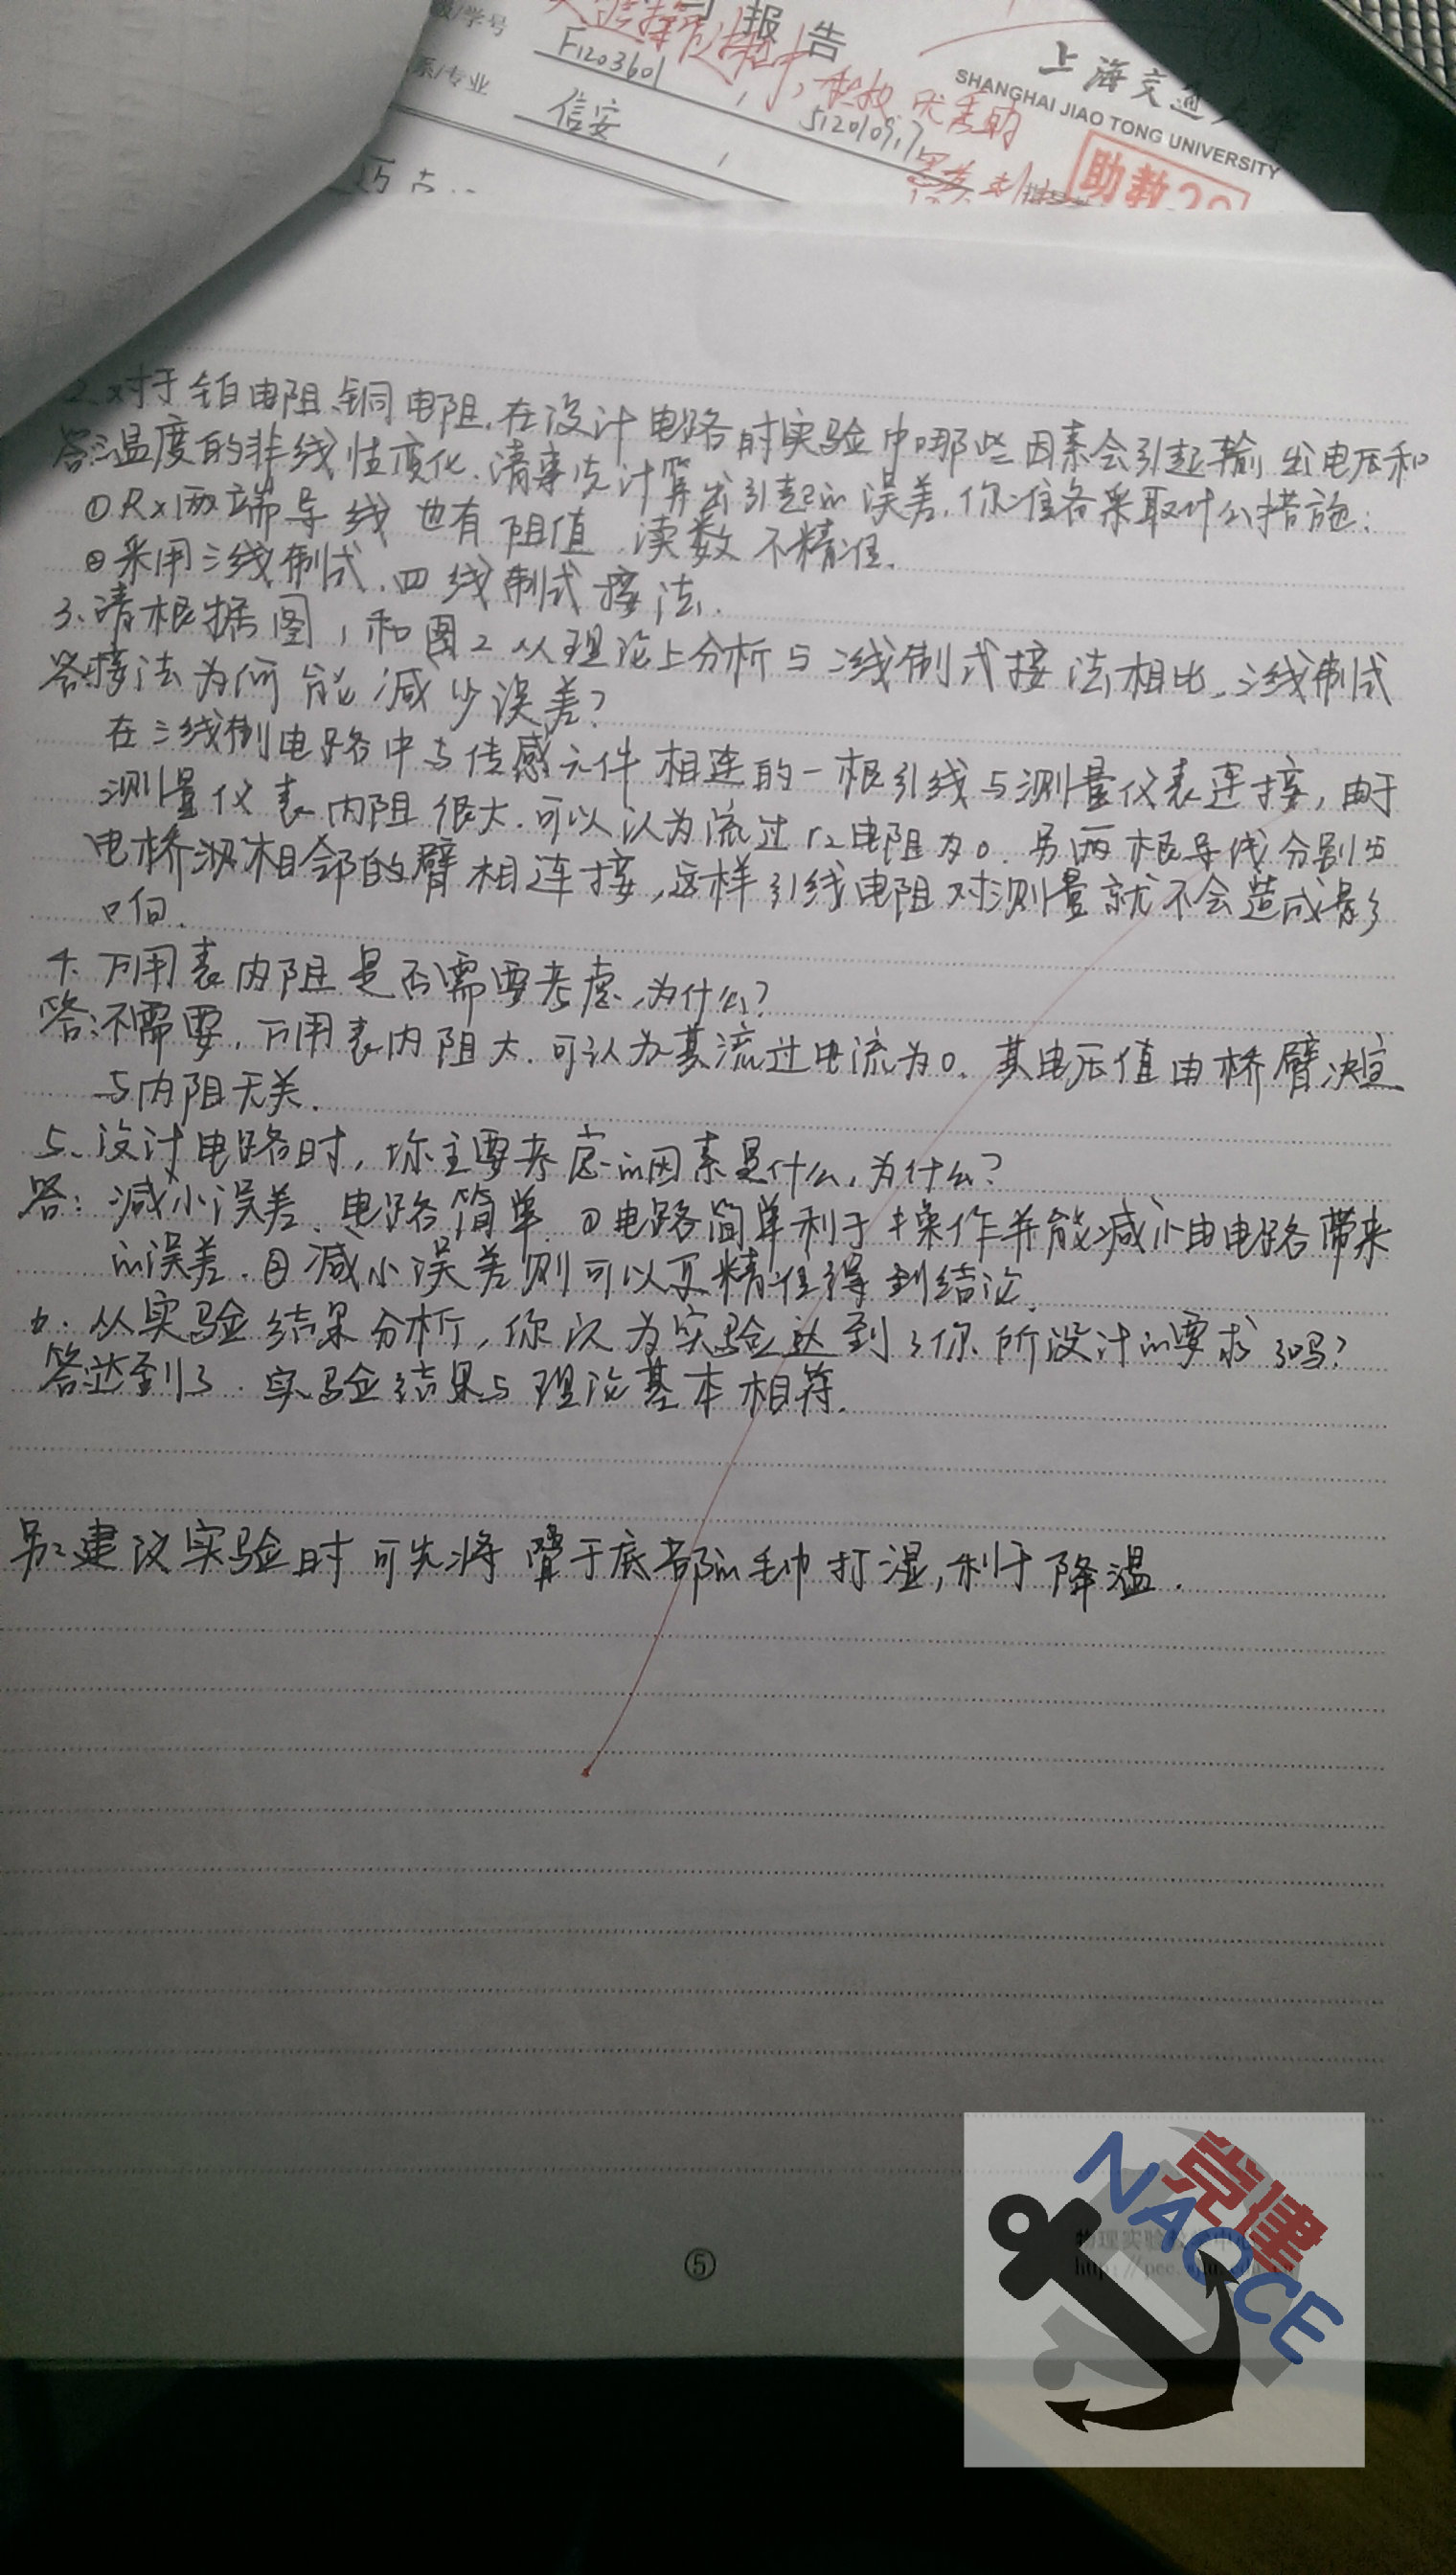 级/学号
报告
F1203601
系/专业
信安
512010917
上海交通大学
SHANGHAI JIAO TONG UNIVERSITY
助教
2、对于铂电阻、铜电阻,在设计电路时实验中哪些因素会引起输出电压和
答:温度的非线性变化、请事先计算出引起的误差,你准备采取什么措施:
①Rx两端导线也有阻值,读数不精准.
②采用三线制式、四线制式接法.
3、请根据图1和图2从理论上分析与二线制式接法相比,三线制式
答接法为何能减少误差?
在三线制电路中与传感元件相连的一根引线与测量仪表连接,由于
测量仪表内阻很大.可以认为流过r2电阻为0.另两根导线分别与
电桥相邻的臂相连接,这样引线电阻对测量就不会造成影
响.
4、万用表内阻是否需要考虑,为什么?
答:不需要,万用表内阻大.可认为其流过电流为0.其电压值由桥臂决定
与内阻无关.
5、设计电路时,你主要考虑的因素是什么,为什么?
答:减小误差、电路简单.①电路简单利于操作并能减小由电路带来
的误差.②减小误差则可以更精准得到结论.
6.从实验结果分析,你认为实验达到了你所设计的要求了吗?
答:达到了.实验结果与理论基本相符.
另:建议实验时可先将叠于底部的毛巾打湿,利于降温.
⑤
物理实验教学中心
党建
NAOCE